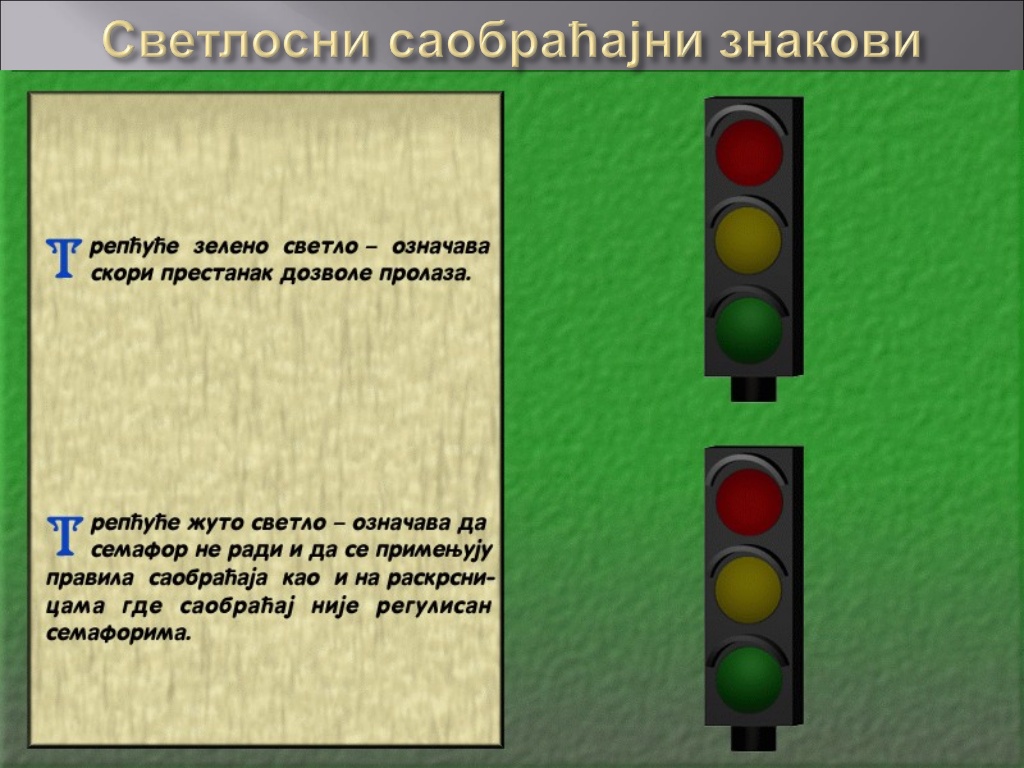 Светлосни саобраћајни знакови
Трепћуће зелено светло – означава
скори престанак дозволе пролаза.
Трепћуће жуто светло – означава да
семафор не ради и да се примењују
правила саобраћаја као и на раскрсни-
цама где саобраћај није регулисан
семафорима.